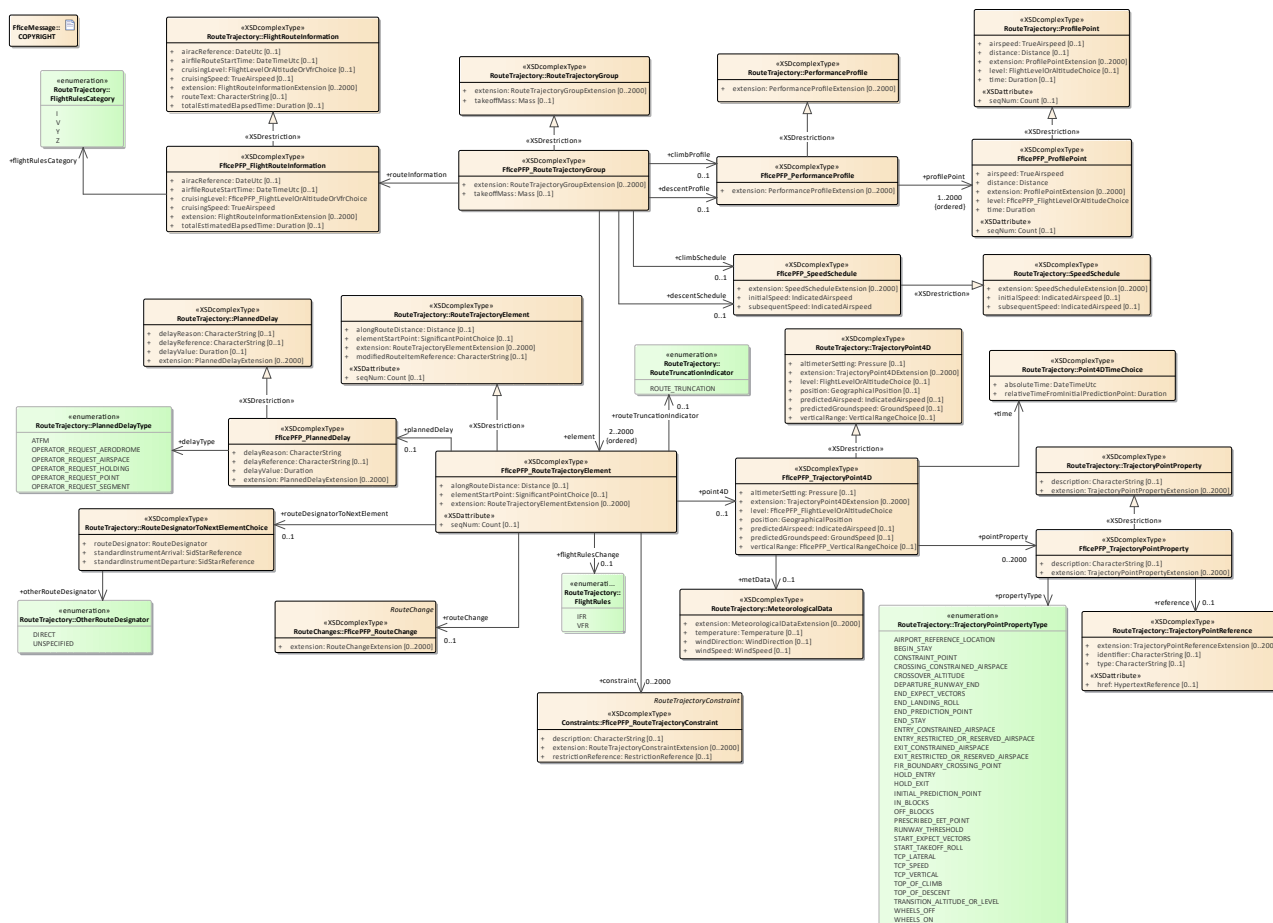 FficeMessage::
COPYRIGHT
«XSDcomplexType»
RouteTrajectory::FlightRouteInformation
+ airacReference: DateUtc [0..1]
+ airfileRouteStartTime: DateTimeUtc [0..1]
+ cruisingLevel: FlightLevelOrAltitudeOrVfrChoice [0..1]
+ cruisingSpeed: TrueAirspeed [0..1]
+ extension: FlightRouteInformationExtension [0..2000]
+ routeText: CharacterString [0..1]
+ totalEstimatedElapsedTime: Duration [0..1]
«XSDcomplexType»
RouteTrajectory::RouteTrajectoryGroup
+ extension: RouteTrajectoryGroupExtension [0..2000]
+ takeoffMass: Mass [0..1]
«XSDcomplexType»
RouteTrajectory::PerformanceProfile
+ extension: PerformanceProfileExtension [0..2000]
«XSDcomplexType»
RouteTrajectory::ProfilePoint
+ airspeed: TrueAirspeed [0..1]
+ distance: Distance [0..1]
+ extension: ProfilePointExtension [0..2000]
+ level: FlightLevelOrAltitudeChoice [0..1]
+ time: Duration [0..1]
«XSDattribute»
+ seqNum: Count [0..1]
«enumeration»
RouteTrajectory::
FlightRulesCategory
I
V
Y
Z
+flightRulesCategory
«XSDrestriction»
«XSDrestriction»
«XSDrestriction»
«XSDrestriction»
«XSDcomplexType»
FficePFP_FlightRouteInformation
+ airacReference: DateUtc [0..1]
+ airfileRouteStartTime: DateTimeUtc [0..1]
+ cruisingLevel: FficePFP_FlightLevelOrAltitudeOrVfrChoice
+ cruisingSpeed: TrueAirspeed
+ extension: FlightRouteInformationExtension [0..2000]
+ totalEstimatedElapsedTime: Duration [0..1]
+routeInformation
«XSDcomplexType»
FficePFP_RouteTrajectoryGroup
+ extension: RouteTrajectoryGroupExtension [0..2000]
+ takeoffMass: Mass [0..1]
+climbProfile
0..1
+descentProfile
0..1
«XSDcomplexType»
FficePFP_PerformanceProfile
+ extension: PerformanceProfileExtension [0..2000]
+profilePoint
1..2000
{ordered}
«XSDcomplexType»
FficePFP_ProfilePoint
+ airspeed: TrueAirspeed
+ distance: Distance
+ extension: ProfilePointExtension [0..2000]
+ level: FficePFP_FlightLevelOrAltitudeChoice
+ time: Duration
«XSDattribute»
+ seqNum: Count [0..1]
+climbSchedule
0..1
+descentSchedule
0..1
«XSDcomplexType»
FficePFP_SpeedSchedule
+ extension: SpeedScheduleExtension [0..2000]
+ initialSpeed: IndicatedAirspeed
+ subsequentSpeed: IndicatedAirspeed
«XSDrestriction»
«XSDcomplexType»
RouteTrajectory::SpeedSchedule
+ extension: SpeedScheduleExtension [0..2000]
+ initialSpeed: IndicatedAirspeed [0..1]
+ subsequentSpeed: IndicatedAirspeed [0..1]
«XSDcomplexType»
RouteTrajectory::PlannedDelay
+ delayReason: CharacterString [0..1]
+ delayReference: CharacterString [0..1]
+ delayValue: Duration [0..1]
+ extension: PlannedDelayExtension [0..2000]
«XSDcomplexType»
RouteTrajectory::RouteTrajectoryElement
+ alongRouteDistance: Distance [0..1]
+ elementStartPoint: SignificantPointChoice [0..1]
+ extension: RouteTrajectoryElementExtension [0..2000]
+ modifiedRouteItemReference: CharacterString [0..1]
«XSDattribute»
+ seqNum: Count [0..1]
«enumeration»
RouteTrajectory::
RouteTruncationIndicator
ROUTE_TRUNCATION
0..1
+routeTruncationIndicator
«XSDcomplexType»
RouteTrajectory::TrajectoryPoint4D
+ altimeterSetting: Pressure [0..1]
+ extension: TrajectoryPoint4DExtension [0..2000]
+ level: FlightLevelOrAltitudeChoice [0..1]
+ position: GeographicalPosition [0..1]
+ predictedAirspeed: IndicatedAirspeed [0..1]
+ predictedGroundspeed: GroundSpeed [0..1]
+ verticalRange: VerticalRangeChoice [0..1]
«XSDcomplexType»
RouteTrajectory::Point4DTimeChoice
+ absoluteTime: DateTimeUtc
+ relativeTimeFromInitialPredictionPoint: Duration
+time
«XSDrestriction»
«XSDrestriction»
«XSDrestriction»
«enumeration»
RouteTrajectory::PlannedDelayType
ATFM
OPERATOR_REQUEST_AERODROME
OPERATOR_REQUEST_AIRSPACE
OPERATOR_REQUEST_HOLDING
OPERATOR_REQUEST_POINT
OPERATOR_REQUEST_SEGMENT
+delayType
«XSDcomplexType»
FficePFP_PlannedDelay
+ delayReason: CharacterString
+ delayReference: CharacterString [0..1]
+ delayValue: Duration
+ extension: PlannedDelayExtension [0..2000]
+plannedDelay
0..1
+element
2..2000
{ordered}
«XSDcomplexType»
FficePFP_RouteTrajectoryElement
+ alongRouteDistance: Distance [0..1]
+ elementStartPoint: SignificantPointChoice [0..1]
+ extension: RouteTrajectoryElementExtension [0..2000]
«XSDattribute»
+ seqNum: Count [0..1]
+point4D
0..1
«XSDcomplexType»
FficePFP_TrajectoryPoint4D
+ altimeterSetting: Pressure [0..1]
+ extension: TrajectoryPoint4DExtension [0..2000]
+ level: FficePFP_FlightLevelOrAltitudeChoice
+ position: GeographicalPosition
+ predictedAirspeed: IndicatedAirspeed [0..1]
+ predictedGroundspeed: GroundSpeed [0..1]
+ verticalRange: FficePFP_VerticalRangeChoice [0..1]
«XSDcomplexType»
RouteTrajectory::TrajectoryPointProperty
+ description: CharacterString [0..1]
+ extension: TrajectoryPointPropertyExtension [0..2000]
«XSDrestriction»
+pointProperty
0..2000
«XSDcomplexType»
FficePFP_TrajectoryPointProperty
+ description: CharacterString [0..1]
+ extension: TrajectoryPointPropertyExtension [0..2000]
«XSDcomplexType»
RouteTrajectory::RouteDesignatorToNextElementChoice
+ routeDesignator: RouteDesignator
+ standardInstrumentArrival: SidStarReference
+ standardInstrumentDeparture: SidStarReference
+routeDesignatorToNextElement
0..1
+otherRouteDesignator
«enumeration»
RouteTrajectory::OtherRouteDesignator
DIRECT
UNSPECIFIED
RouteChange
«XSDcomplexType»
RouteChanges::FficePFP_RouteChange
+ extension: RouteChangeExtension [0..2000]
+routeChange
0..1
+flightRulesChange
0..1
«enumerati...
RouteTrajectory::
FlightRules
IFR
VFR
+metData
0..1
«XSDcomplexType»
RouteTrajectory::MeteorologicalData
+ extension: MeteorologicalDataExtension [0..2000]
+ temperature: Temperature [0..1]
+ windDirection: WindDirection [0..1]
+ windSpeed: WindSpeed [0..1]
+propertyType
+reference
0..1
«XSDcomplexType»
RouteTrajectory::TrajectoryPointReference
+ extension: TrajectoryPointReferenceExtension [0..200
+ identifier: CharacterString [0..1]
+ type: CharacterString [0..1]
«XSDattribute»
+ href: HypertextReference [0..1]
+constraint
0..2000
RouteTrajectoryConstraint
«XSDcomplexType»
Constraints::FficePFP_RouteTrajectoryConstraint
+ description: CharacterString [0..1]
+ extension: RouteTrajectoryConstraintExtension [0..2000]
+ restrictionReference: RestrictionReference [0..1]
«enumeration»
RouteTrajectory::TrajectoryPointPropertyType
AIRPORT_REFERENCE_LOCATION
BEGIN_STAY
CONSTRAINT_POINT
CROSSING_CONSTRAINED_AIRSPACE
CROSSOVER_ALTITUDE
DEPARTURE_RUNWAY_END
END_EXPECT_VECTORS
END_LANDING_ROLL
END_PREDICTION_POINT
END_STAY
ENTRY_CONSTRAINED_AIRSPACE
ENTRY_RESTRICTED_OR_RESERVED_AIRSPACE
EXIT_CONSTRAINED_AIRSPACE
EXIT_RESTRICTED_OR_RESERVED_AIRSPACE
FIR_BOUNDARY_CROSSING_POINT
HOLD_ENTRY
HOLD_EXIT
INITIAL_PREDICTION_POINT
IN_BLOCKS
OFF_BLOCKS
PRESCRIBED_EET_POINT
RUNWAY_THRESHOLD
START_EXPECT_VECTORS
START_TAKEOFF_ROLL
TCP_LATERAL
TCP_SPEED
TCP_VERTICAL
TOP_OF_CLIMB
TOP_OF_DESCENT
TRANSITION_ALTITUDE_OR_LEVEL
WHEELS_OFF
WHEELS_ON